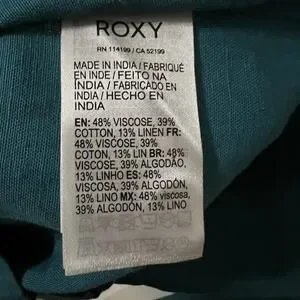 ROXY
RN 114199 / CA 52199
MADE IN INDIA / FABRIQUÉ
EN INDE / FEITO NA
ÍNDIA / FABRICADO EN
INDIA / HECHO EN
INDIA
EN: 48% VISCOSE, 39%
COTTON, 13% LINEN FR:
48% VISCOSE, 39%
COTON, 13% LIN BR: 48%
VISCOSE, 39% ALGODÃO,
13% LINHO ES: 48%
VISCOSA, 39% ALGODÓN,
13% LINO MX: 48% viscosa,
39% ALGODÓN, 13% LINO